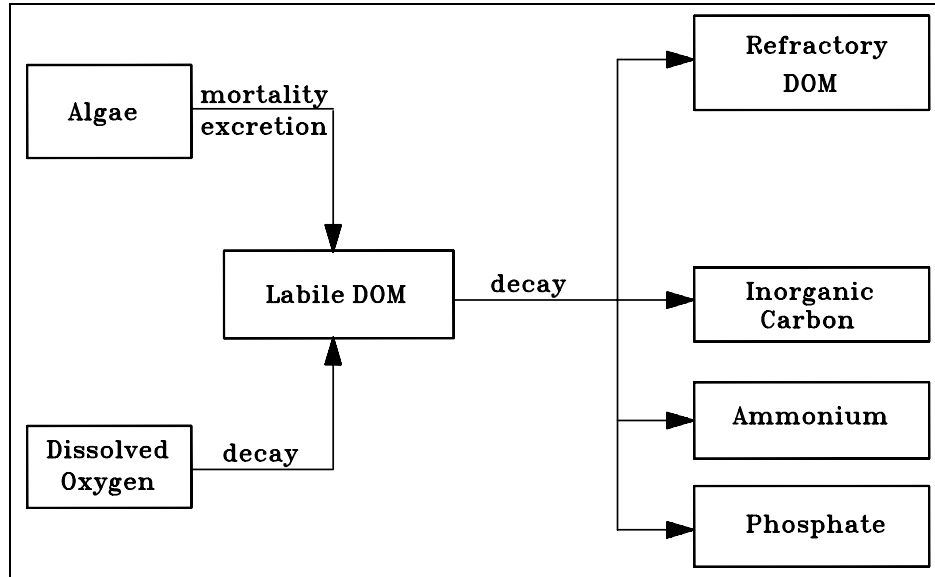 Algae
mortality
excretion
Refractory
DOM
Labile DOM
decay
Inorganic
Carbon
Dissolved
Oxygen
decay
Ammonium
Phosphate